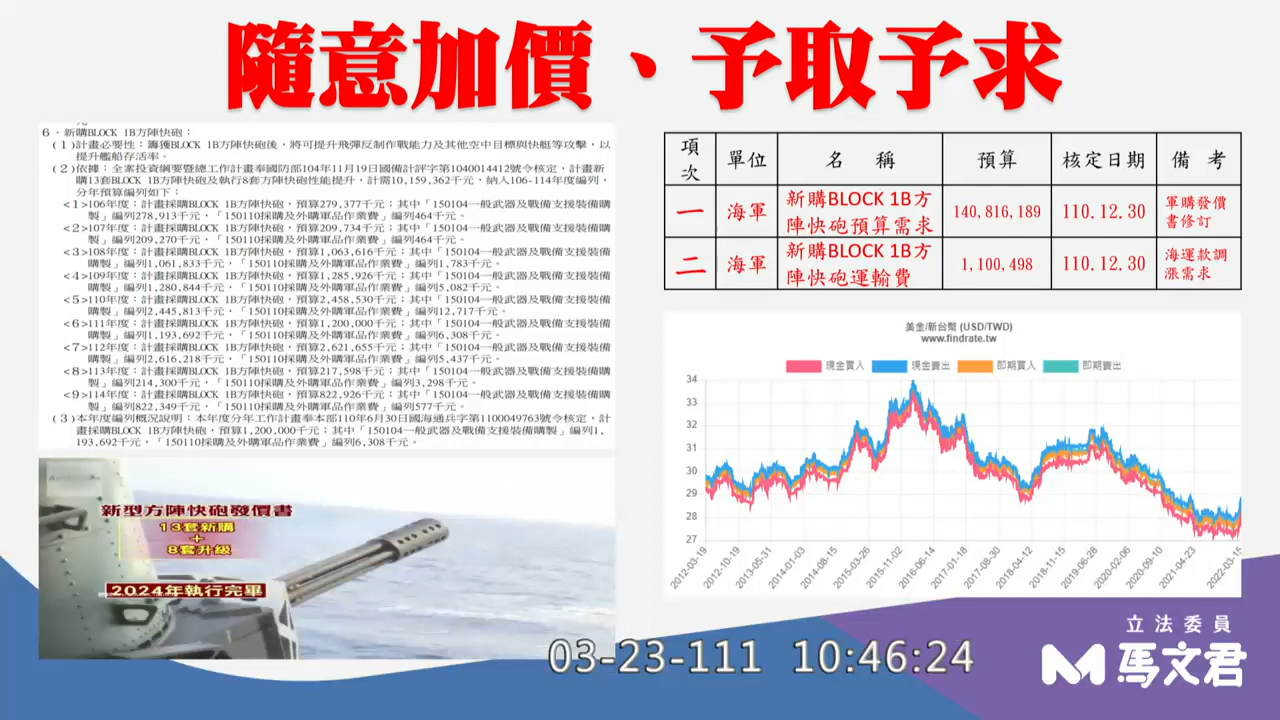 隨意加價、予取予求
6．新購BLOCK 1B方陣快砲：
(1)計畫必要性：籌獲BLOCK 1B方陣快砲後，將可提升飛彈反制作戰能力及其他空中目標與快艇等攻擊，以
提升艦船存活率。
(2)依據：全案投資綱要暨總工作計畫奉國防部104年11月19日國備計評字第1040014412號令核定，計畫新
購13套BLOCK 1B方陣快砲及執行8套方陣快砲性能提升，計需10,159,362千元，納入106-114年度編列，
分年預算編列如下：
<1>106年度：計畫採購BLOCK 1B方陣快砲，預算279,377千元；其中「150104一般武器及戰備支援裝備
購製」編列278,913千元，「150110採購及外購軍品作業費」編列464千元。
<2>107年度：計畫採購BLOCK 1B方陣快砲，預算209,734千元；其中「150104一般武器及戰備支援裝備
購製」編列209,270千元，「150110採購及外購軍品作業費」編列464千元。
<3>108年度：計畫採購BLOCK 1B方陣快砲，預算1,063,616千元；其中「150104一般武器及戰備支援裝備
購製」編列1,061,833千元，「150110採購及外購軍品作業費」編列1,783千元。
<4>109年度：計畫採購BLOCK 1B方陣快砲，預算1,285,926千元；其中「150104一般武器及戰備支援裝備
購製」編列1,280,844千元，「150110採購及外購軍品作業費」編列5,082千元。
<5>110年度：計畫採購BLOCK 1B方陣快砲，預算2,458,530千元；其中「150104一般武器及戰備支援裝備
購製」編列2,445,813千元，「150110採購及外購軍品作業費」編列12,717千元。
<6>111年度：計畫採購BLOCK 1B方陣快砲，預算1,200,000千元；其中「150104一般武器及戰備支援裝備
購製」編列1,193,692千元，「150110採購及外購軍品作業費」編列6,308千元。
<7>112年度：計畫採購BLOCK 1B方陣快砲，預算2,621,655千元；其中「150104一般武器及戰備支援裝備
購製」編列2,616,218千元，「150110採購及外購軍品作業費」編列5,437千元。
<8>113年度：計畫採購BLOCK 1B方陣快砲，預算217,598千元；其中「150104一般武器及戰備支援裝備購
製」編列214,300千元，「150110採購及外購軍品作業費」編列3,298千元。
<9>114年度：計畫採購BLOCK 1B方陣快砲，預算822,926千元；其中「150104一般武器及戰備支援裝備購
製」編列822,349千元，「150110採購及外購軍品作業費」編列577千元。
(3)本年度編列概況說明：本年度分年工作計畫奉本部110年6月30日國海通兵字第1100049763號令核定，計
畫採購BLOCK 1B方陣快砲，預算1,200,000千元；其中「150104一般武器及戰備支援裝備購製」編列1,
193,692千元，「150110採購及外購軍品作業費」編列6,308千元。
新型方陣快砲發價書
13套新購
+
8套升級
2024年執行完畢
項次 單位 名稱 預算 核定日期 備考
一 海軍 新購BLOCK 1B方陣快砲預算需求 140,816,189 110.12.30 軍購發價書修訂
二 海軍 新購BLOCK 1B方陣快砲運輸費 1,100,498 110.12.30 海運款調漲需求
美金/新台幣 (USD/TWD)
www.findrate.tw
現金買入 現金賣出 即期買入 即期賣出
34
33
32
31
30
29
28
27
2012-03-19 2012-10-19 2013-05-31 2014-01-03 2014-08-15 2015-03-26 2015-11-02 2016-06-14 2017-01-18 2017-08-30 2018-04-12 2018-11-15 2019-06-28 2020-02-06 2020-09-10 2021-04-23 2022-03-15
立法委員
馬文君
03-23-111 10:46:24